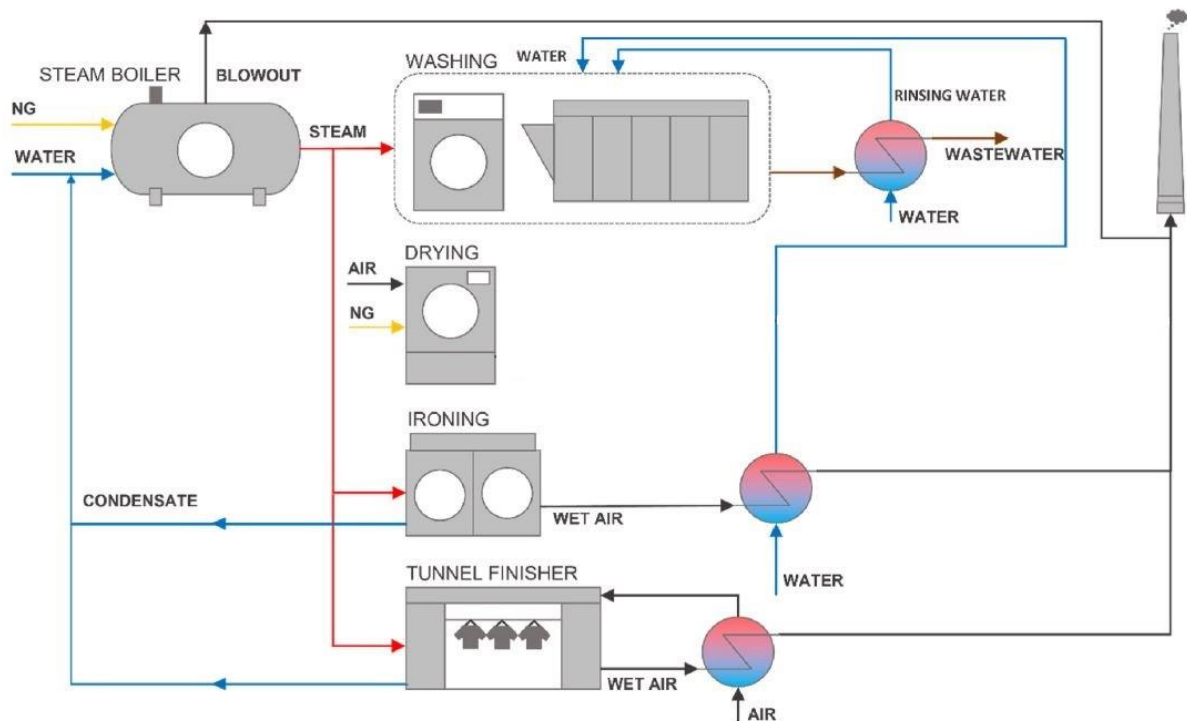 WATER
WASHING
STEAM BOILER
BLOWOUT
NG
RINSING WATER
STEAM
WATER
WASTEWATER
WATER
DRYING
AIR
NG
IRONING
CONDENSATE
WET AIR
WATER
TUNNEL FINISHER
WET AIR
AIR